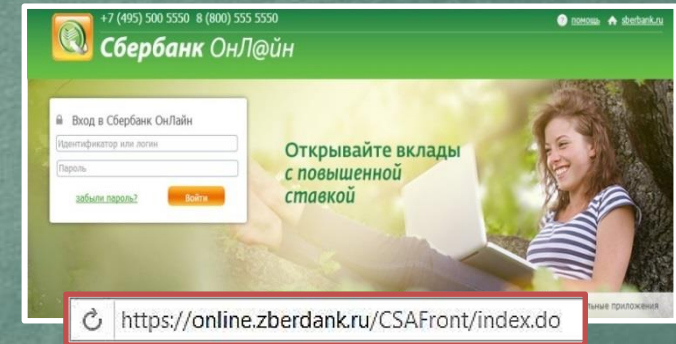 +7 (495) 500 5550 8 (800) 555 5550
помощь sberbank.ru
Сбербанк ОнЛ@йн
Вход в Сбербанк ОнЛайн
Идентификатор или логин
Пароль
забыли пароль?
Войти
Открывайте вклады
с повышенной
ставкой
приложения
https://online.zberdank.ru/CSAFront/index.do